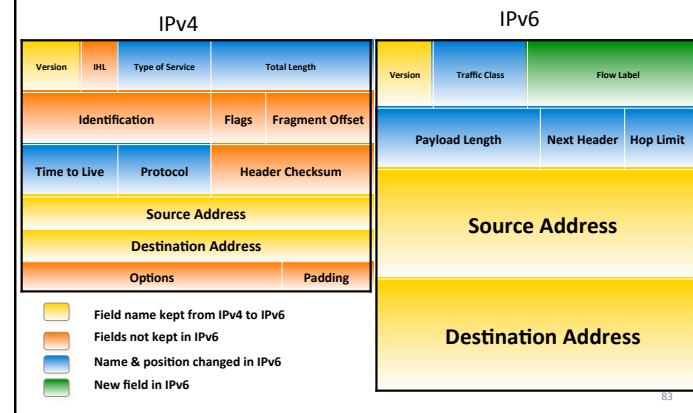 IPv4
Version IHL Type of Service Total Length
Identification Flags Fragment Offset
Time to Live Protocol Header Checksum
Source Address
Destination Address
Options Padding
IPv6
Version Traffic Class Flow Label
Payload Length Next Header Hop Limit
Source Address
Destination Address
Field name kept from IPv4 to IPv6
Fields not kept in IPv6
Name & position changed in IPv6
New field in IPv6
83